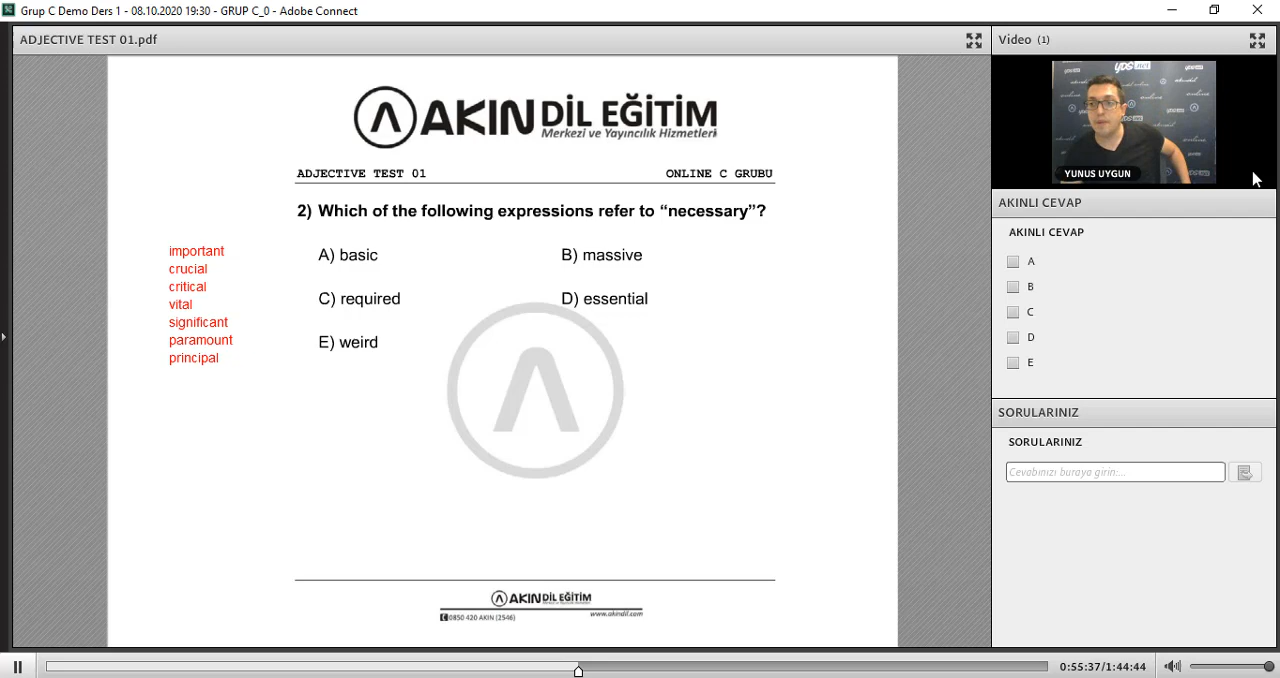 Grup C Demo Ders 1 - 08.10.2020 19:30 - GRUP C_0 - Adobe Connect
ADJECTIVE TEST 01.pdf
Video (1)
AKIN DİL EĞİTİM
Merkezi ve Yayıncılık Hizmetleri
ADJECTIVE TEST 01 ONLINE C GRUBU
2) Which of the following expressions refer to “necessary”?
important
crucial
critical
vital
significant
paramount
principal
A) basic B) massive
C) required D) essential
E) weird
AKIN DİL EĞİTİM
Merkezi ve Yayıncılık Hizmetleri
0850 420 AKIN (2546) www.akindil.com
YUNUS UYGUN
AKINLI CEVAP
AKINLI CEVAP
A
B
C
D
E
SORULARINIZ
SORULARINIZ
Cevabınızı buraya girin:...
0:55:37/1:44:44